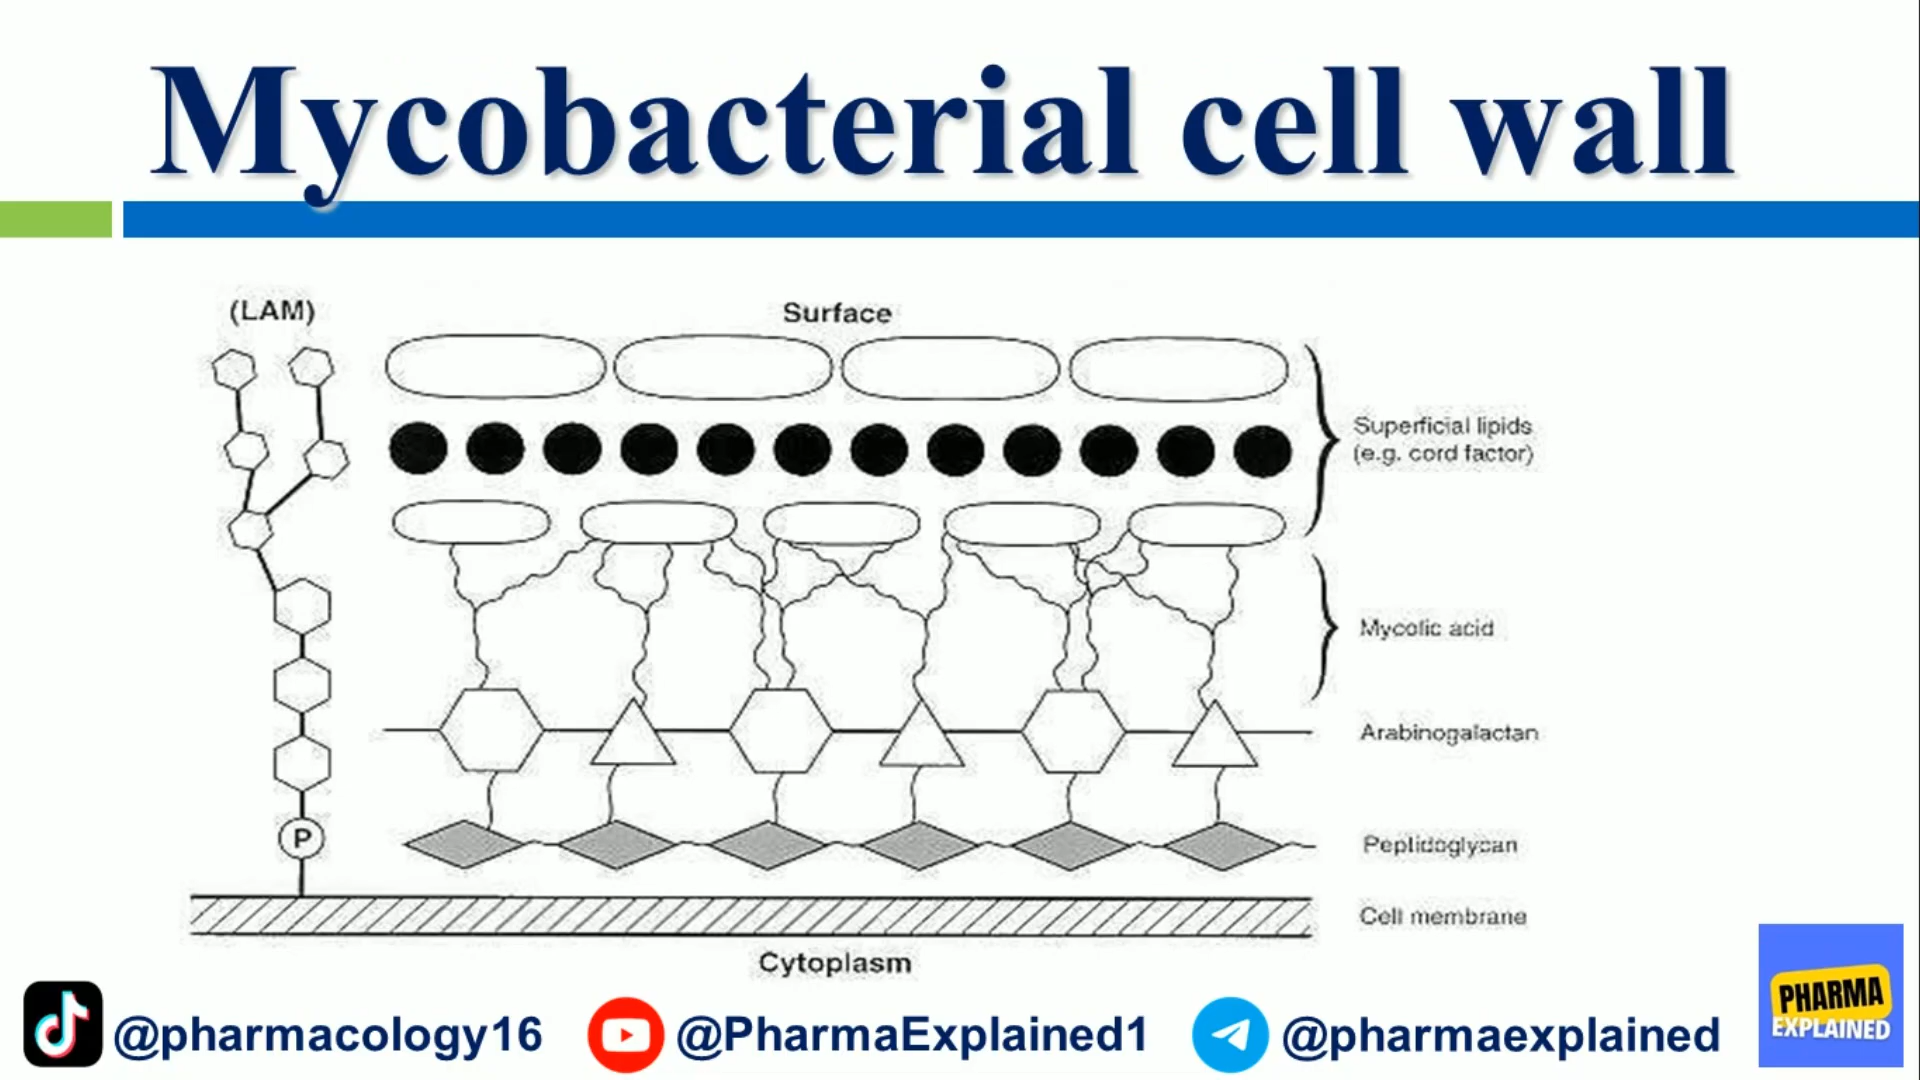 Mycobacterial cell wall
(LAM)
Surface
Superficial lipids
(e.g. cord factor)
Mycolic acid
Arabinogalactan
P
Peptidoglycan
Cell membrane
Cytoplasm
@pharmacology16
@PharmaExplained1
@pharmaexplained
PHARMA
EXPLAINED